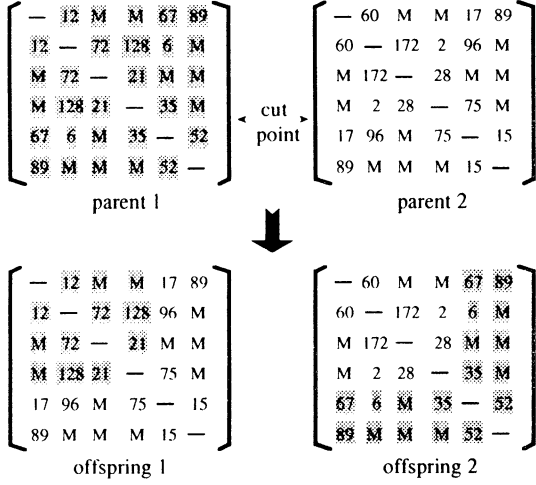 — 12 M M 67 89
12 — 72 128 6 M
M 72 — 21 M M
M 128 21 — 35 M
67 6 M 35 — 52
89 M M M 52 —
parent 1
cut point
— 60 M M 17 89
60 — 172 2 96 M
M 172 — 28 M M
M 2 28 — 75 M
17 96 M 75 — 15
89 M M M 15 —
parent 2
— 12 M M 17 89
12 — 72 128 96 M
M 72 — 21 M M
M 128 21 — 75 M
17 96 M 75 — 15
89 M M M 15 —
offspring 1
— 60 M M 67 89
60 — 172 2 6 M
M 172 — 28 M M
M 2 28 — 35 M
67 6 M 35 — 52
89 M M M 52 —
offspring 2